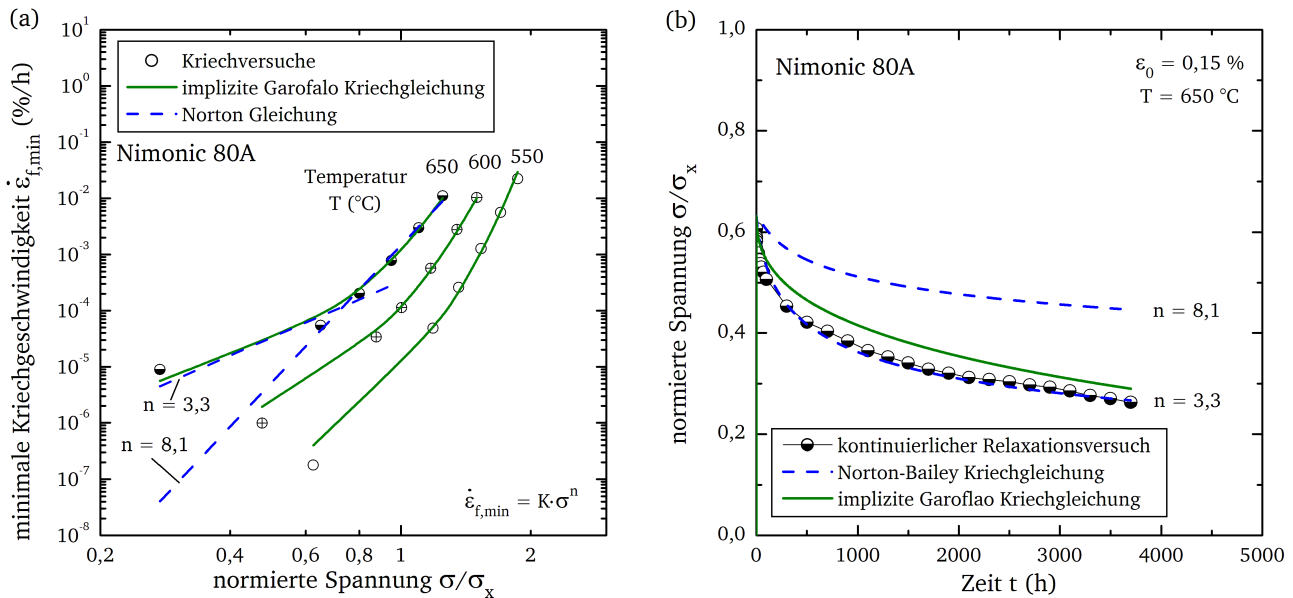 (a)
minimale Kriechgeschwindigkeit ε̇f,min (%/h)
10^1
10^0
10^-1
10^-2
10^-3
10^-4
10^-5
10^-6
10^-7
10^-8
Kriechversuche
implizite Garofalo Kriechgleichung
Norton Gleichung
Nimonic 80A
Temperatur
T (°C)
650 600 550
n = 3,3
n = 8,1
ε̇f,min = K·σ^n
0,2 0,4 0,6 0,8 1 2
normierte Spannung σ/σx
(b)
normierte Spannung σ/σx
1,0
0,8
0,6
0,4
0,2
0,0
Nimonic 80A
ε0 = 0,15 %
T = 650 °C
n = 8,1
n = 3,3
kontinuierlicher Relaxationsversuch
Norton-Bailey Kriechgleichung
implizite Garoflao Kriechgleichung
0 1000 2000 3000 4000 5000
Zeit t (h)